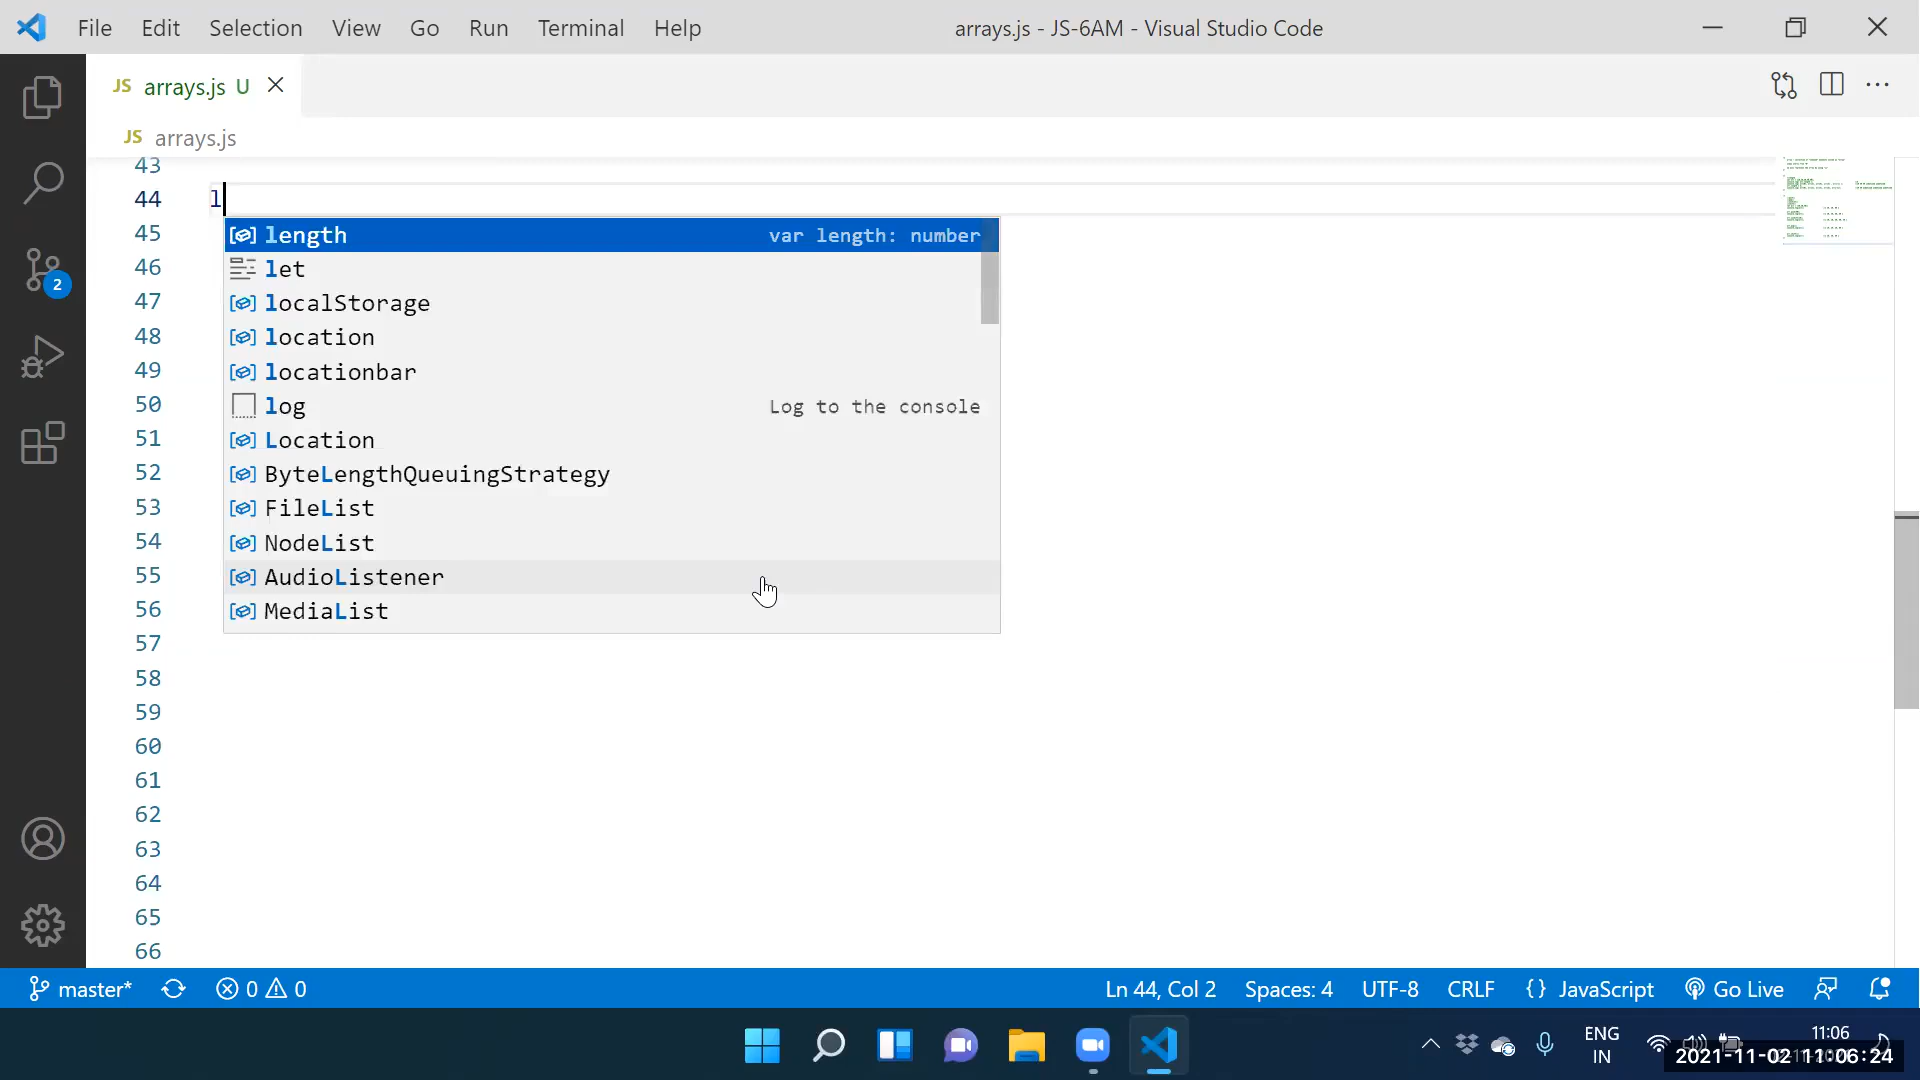 File Edit Selection View Go Run Terminal Help arrays.js - JS-6AM - Visual Studio Code
JS arrays.js U
JS arrays.js
43
44 l
45 length var length: number
46 let
47 localStorage
48 location
49 locationbar
50 log Log to the console
51 Location
52 ByteLengthQueuingStrategy
53 FileList
54 NodeList
55 AudioListener
56 MediaList
57
58
59
60
61
62
63
64
65
66
2
master* 0 0 Ln 44, Col 2 Spaces: 4 UTF-8 CRLF {} JavaScript Go Live
ENG 11:06
IN
2021-11-02 11:06:24